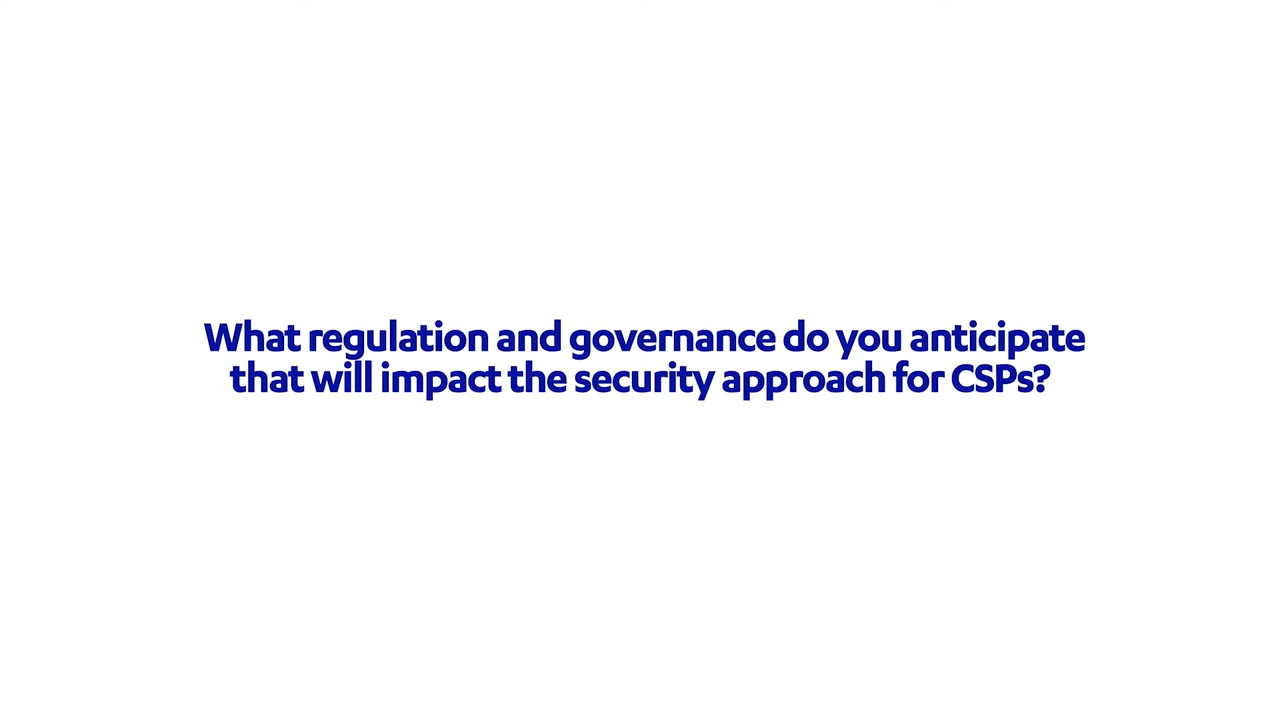 What regulation and governance do you anticipate
that will impact the security approach for CSPs?